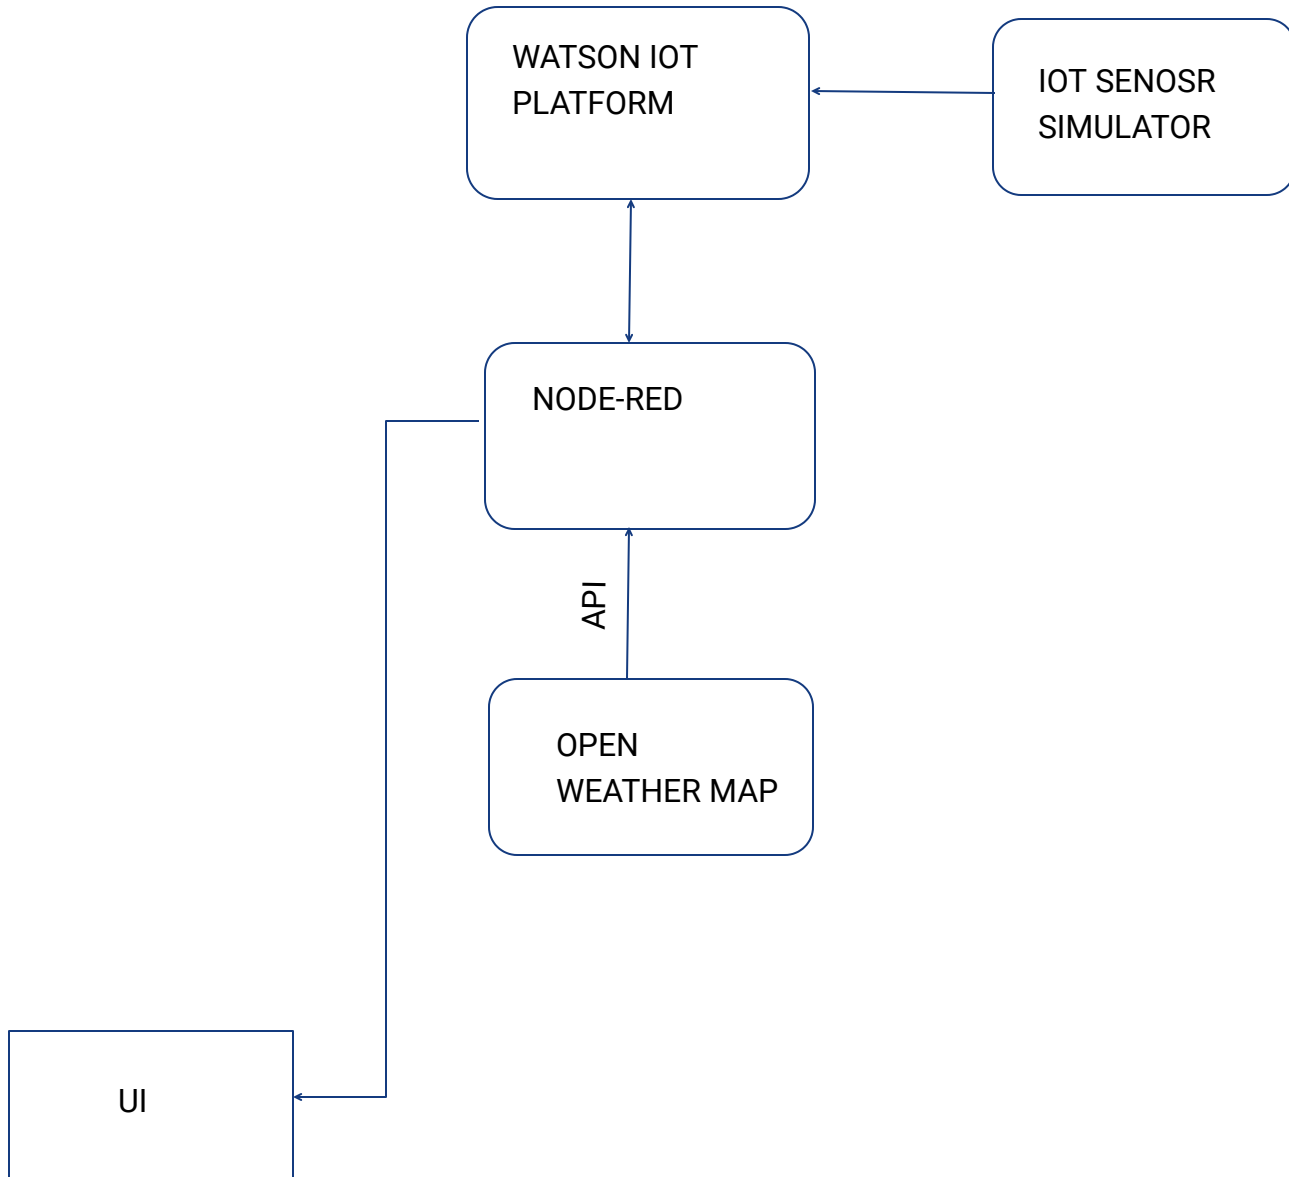 WATSON IOT
PLATFORM
IOT SENOSR
SIMULATOR
NODE-RED
API
OPEN
WEATHER MAP
UI